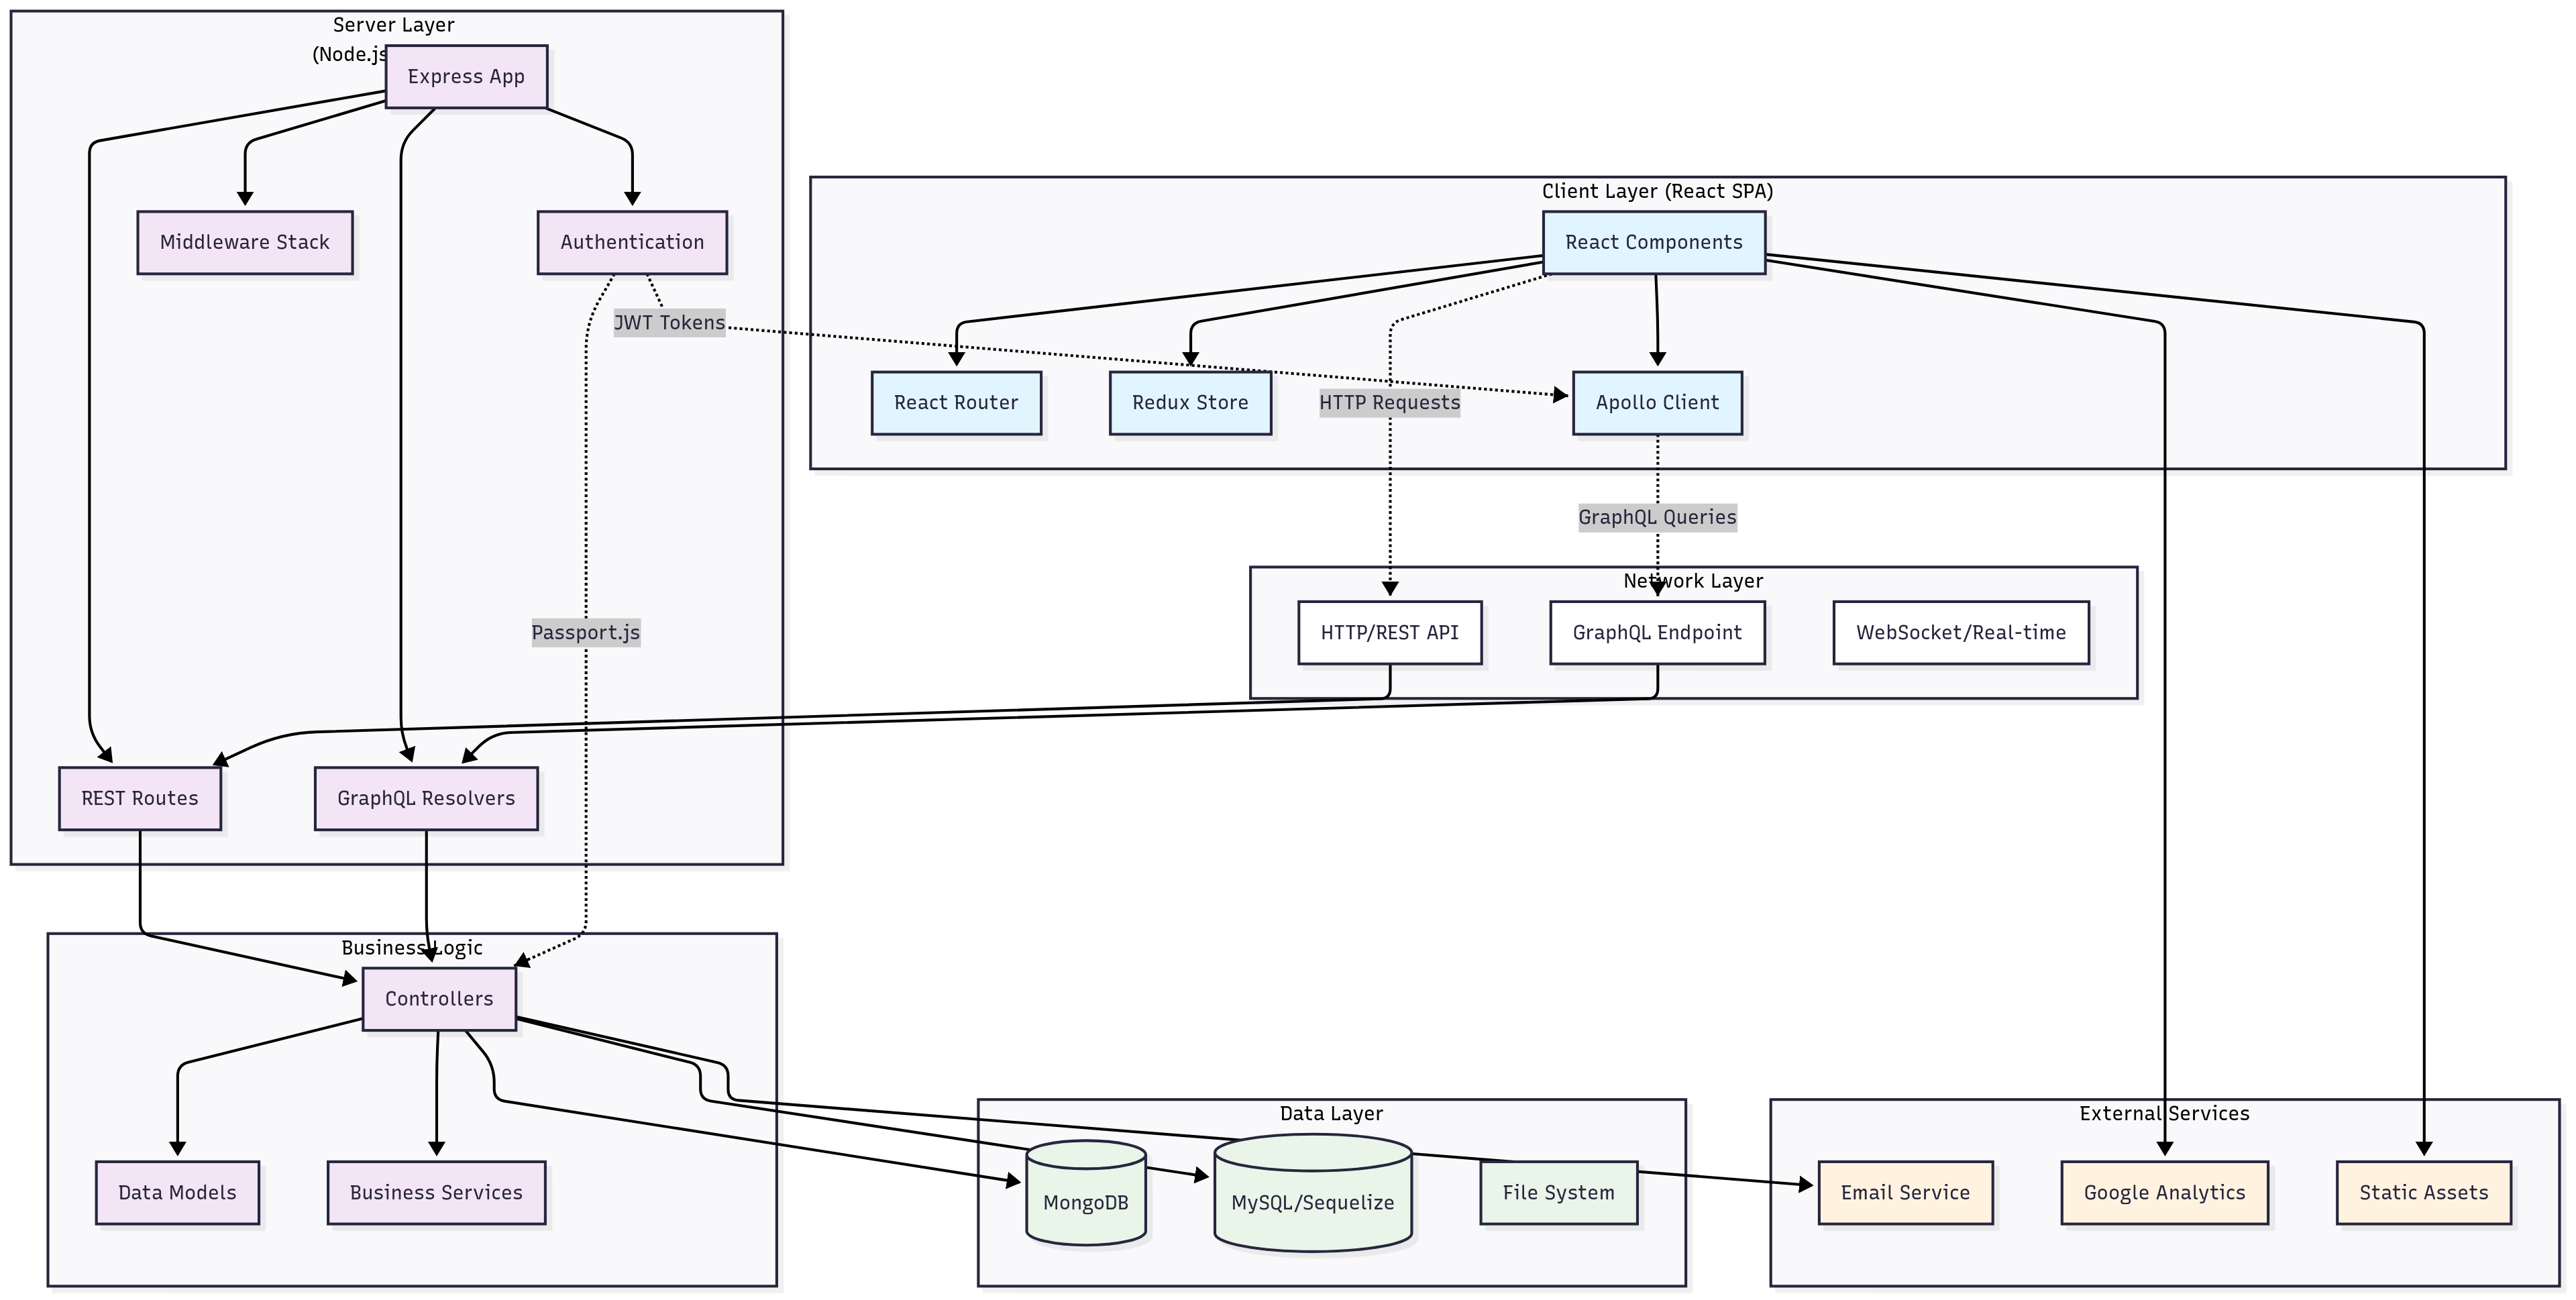 Server Layer
(Node.js
Express App
Middleware Stack
Authentication
JWT Tokens
Passport.js
REST Routes
GraphQL Resolvers
Client Layer (React SPA)
React Components
React Router
Redux Store
HTTP Requests
Apollo Client
GraphQL Queries
Network Layer
HTTP/REST API
GraphQL Endpoint
WebSocket/Real-time
Business Logic
Controllers
Data Models
Business Services
Data Layer
MongoDB
MySQL/Sequelize
File System
External Services
Email Service
Google Analytics
Static Assets